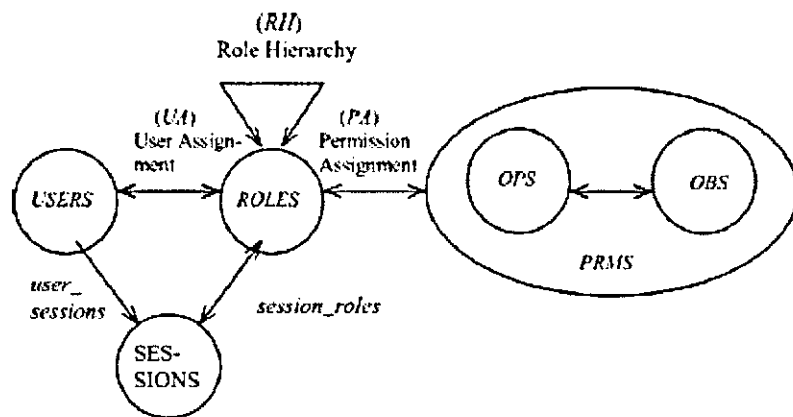 (RH)
Role Hierarchy
(UA)
User Assign-
ment
(PA)
Permission
Assignment
USERS
ROLES
OPS
OBS
PRMS
user_
sessions
session_roles
SES-
SIONS